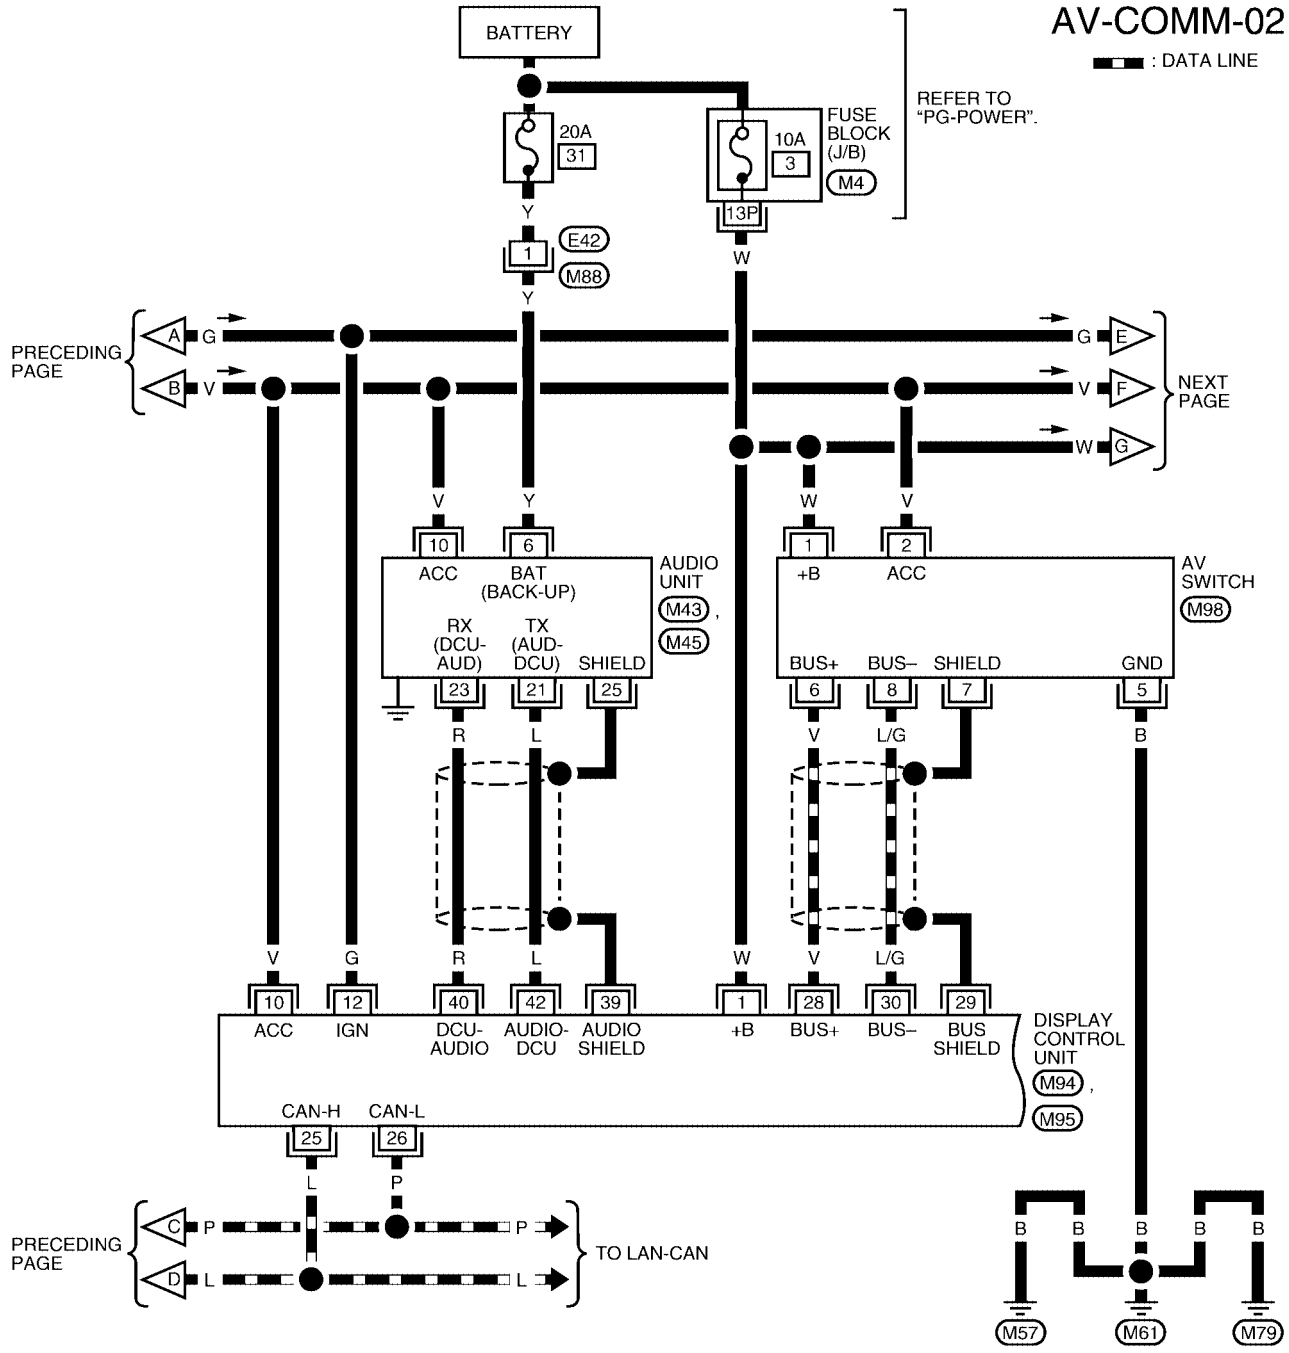 AV-COMM-02
: DATA LINE
BATTERY
REFER TO
“PG-POWER”.
20A
31
10A
3
FUSE
BLOCK
(J/B)
M4
13P
Y
1
E42
M88
W
Y
PRECEDING
PAGE
A G
B V
G E
V F
W G
NEXT
PAGE
V Y W V
10 6 1 2
ACC BAT
(BACK-UP)
+B ACC
AUDIO
UNIT
M43 ,
M45
AV
SWITCH
M98
RX
(DCU-
AUD)
TX
(AUD-
DCU)
SHIELD
BUS+ BUS– SHIELD GND
23 21 25 6 8 7 5
R L V L/G B
V G R L W V L/G
10 12 40 42 39 1 28 30 29
ACC IGN DCU-
AUDIO
AUDIO-
DCU
AUDIO
SHIELD
+B BUS+ BUS– BUS
SHIELD
DISPLAY
CONTROL
UNIT
M94 ,
M95
CAN-H CAN-L
25 26
L P
PRECEDING
PAGE
C P P
D L L
TO LAN-CAN
B B B B B
M57 M61 M79